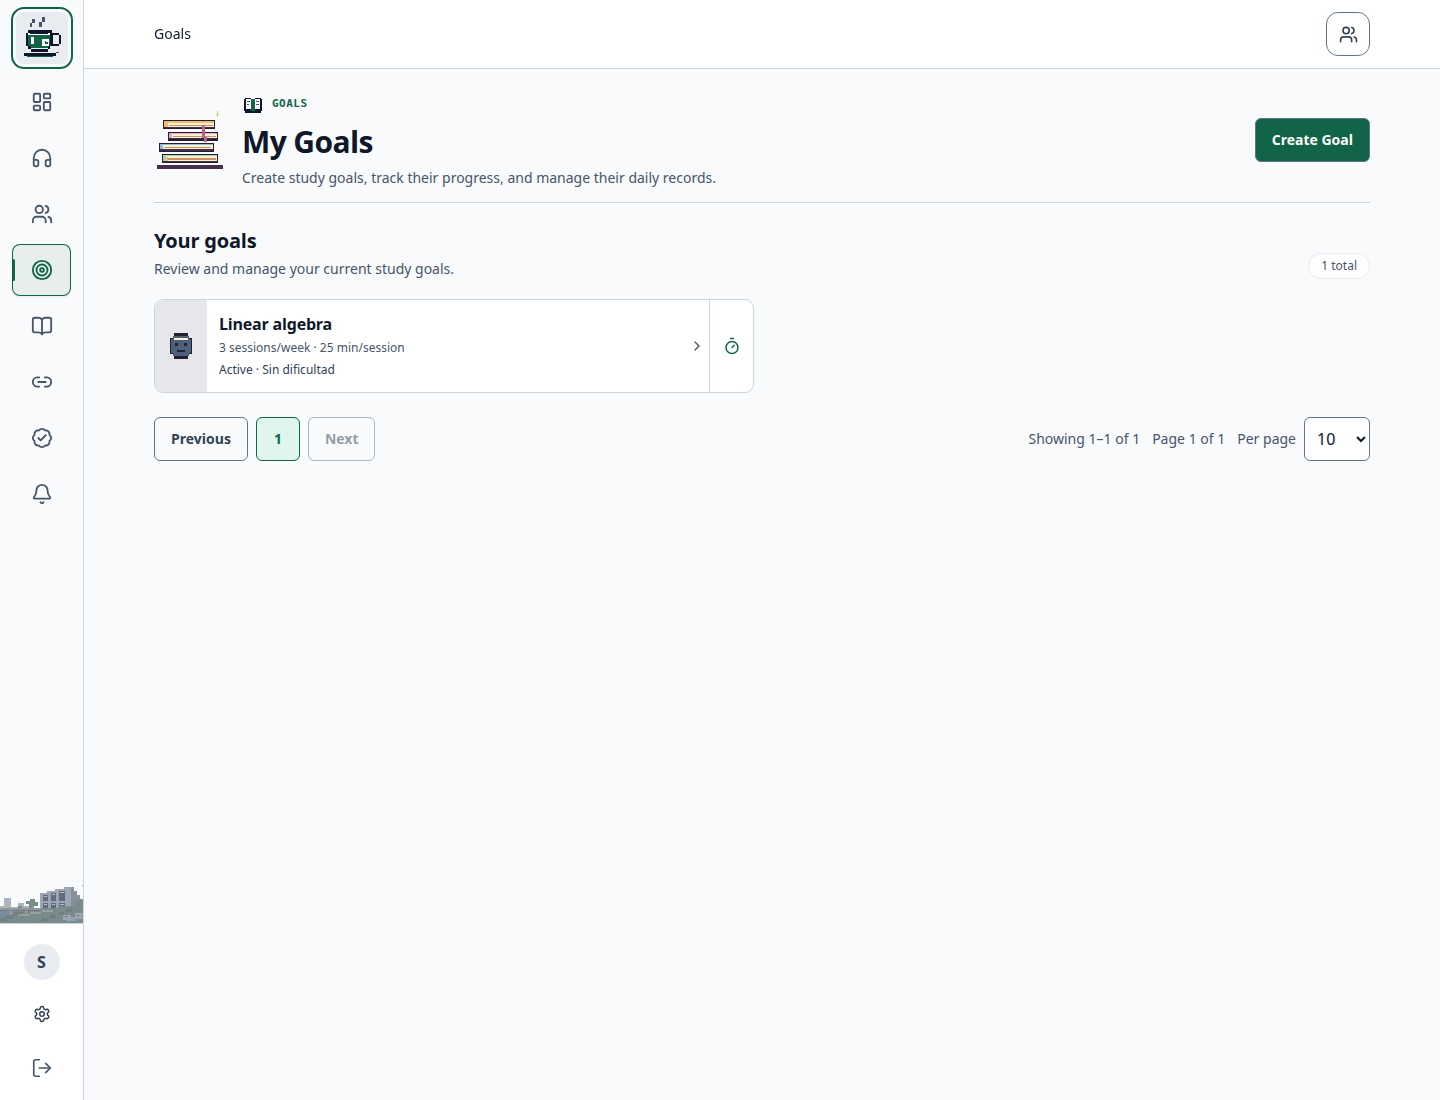 Goals
GOALS
My Goals
Create study goals, track their progress, and manage their daily records.
Create Goal
Your goals
Review and manage your current study goals.
1 total
Linear algebra
3 sessions/week · 25 min/session
Active · Sin dificultad
Previous
1
Next
Showing 1–1 of 1
Page 1 of 1
Per page
10
S